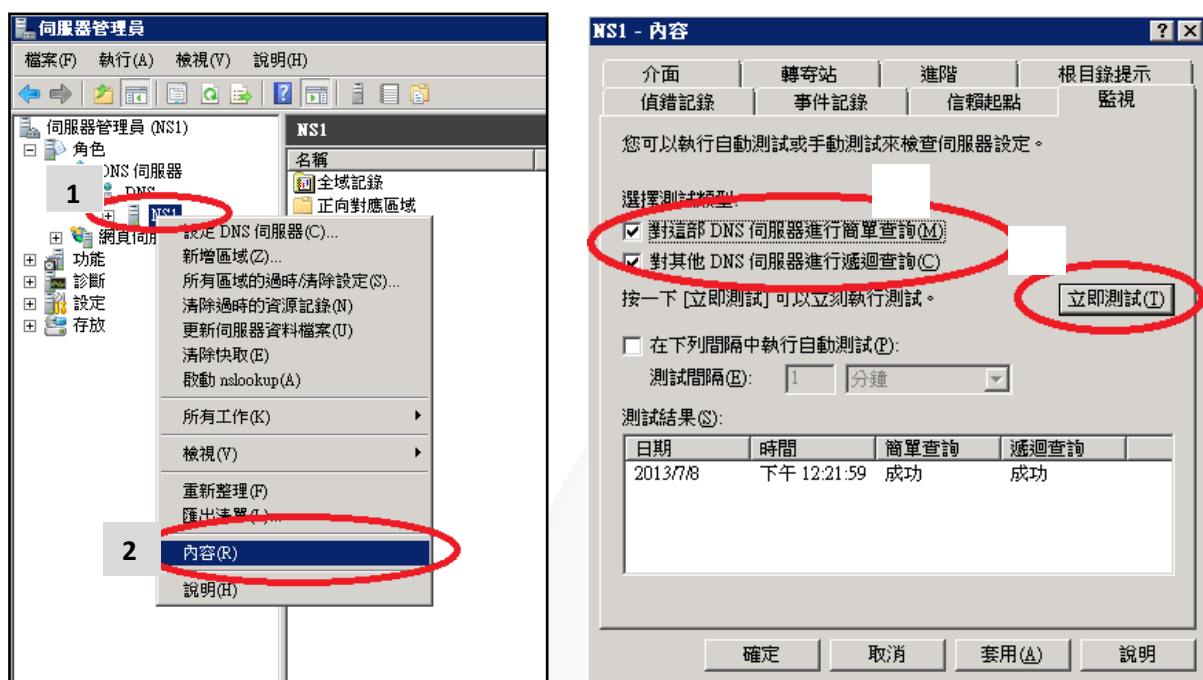 伺服器管理員
檔案(F) 執行(A) 檢視(V) 說明(H)
伺服器管理員 (NS1)
角色
DNS 伺服器
DNS
1
NS1
網頁伺服
功能
診斷
設定
存放
NS1
名稱
全域記錄
正向對應區域
設定 DNS 伺服器(C)...
新增區域(Z)...
所有區域的過時/清除設定(S)...
清除過時的資源記錄(N)
更新伺服器資料檔案(U)
清除快取(E)
啟動 nslookup(A)
所有工作(K)
檢視(V)
重新整理(F)
匯出清單(L)...
2
內容(R)
說明(H)
NS1 - 內容
介面 轉寄站 進階 根目錄提示
偵錯記錄 事件記錄 信賴起點 監視
您可以執行自動測試或手動測試來檢查伺服器設定。
選擇測試類型:
對這部 DNS 伺服器進行簡單查詢(M)
對其他 DNS 伺服器進行遞迴查詢(C)
按一下 [立即測試] 可以立刻執行測試。 立即測試(T)
在下列間隔中執行自動測試(P):
測試間隔(E): 1 分鐘
測試結果(S):
日期 時間 簡單查詢 遞迴查詢
2013/7/8 下午 12:21:59 成功 成功
確定 取消 套用(A) 說明